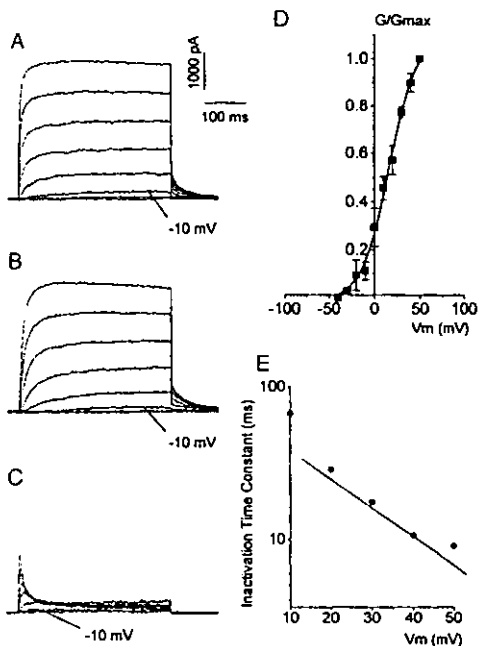 A
1000 pA
100 ms
-10 mV
B
-10 mV
C
-10 mV
D
G/Gmax
1.0
0.8
0.6
0.4
0.2
-100 -50 0 50 100
Vm (mV)
E
Inactivation Time Constant (ms)
100
10
10 20 30 40 50
Vm (mV)